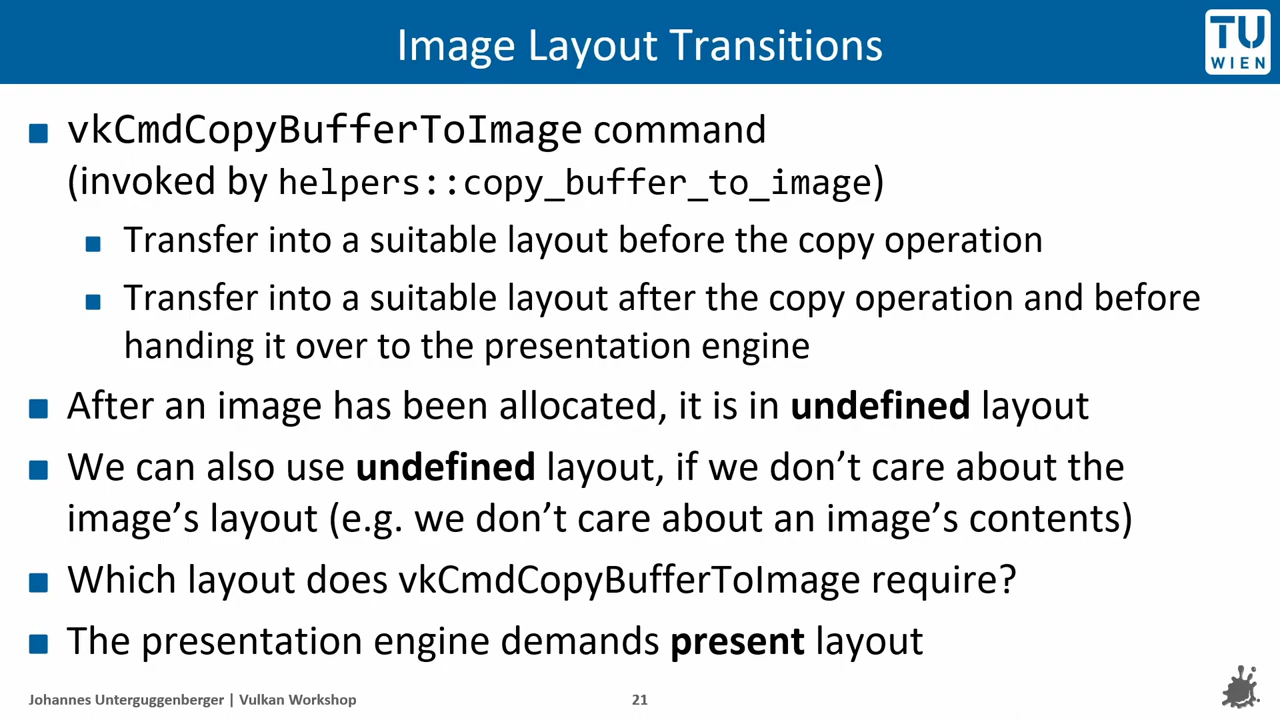 Image Layout Transitions
TU
WIEN
vkCmdCopyBufferToImage command
(invoked by helpers::copy_buffer_to_image)
Transfer into a suitable layout before the copy operation
Transfer into a suitable layout after the copy operation and before
handing it over to the presentation engine
After an image has been allocated, it is in undefined layout
We can also use undefined layout, if we don’t care about the
image’s layout (e.g. we don’t care about an image’s contents)
Which layout does vkCmdCopyBufferToImage require?
The presentation engine demands present layout
Johannes Unterguggenberger | Vulkan Workshop
21